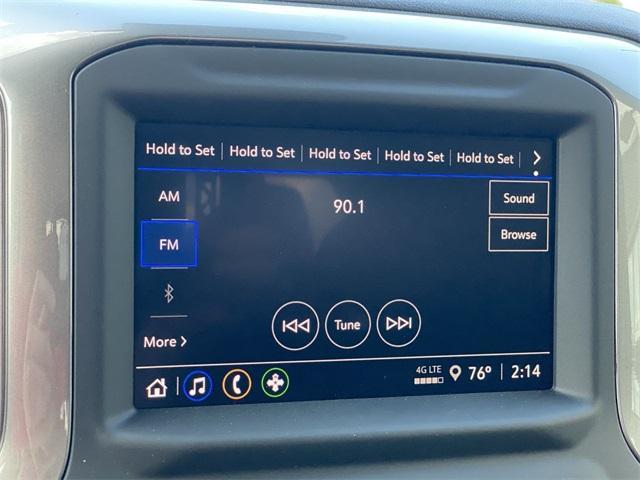 Hold to Set Hold to Set Hold to Set Hold to Set Hold to Set >
AM
90.1
Sound
FM
Browse
Tune
More >
4G LTE
76° 2:14